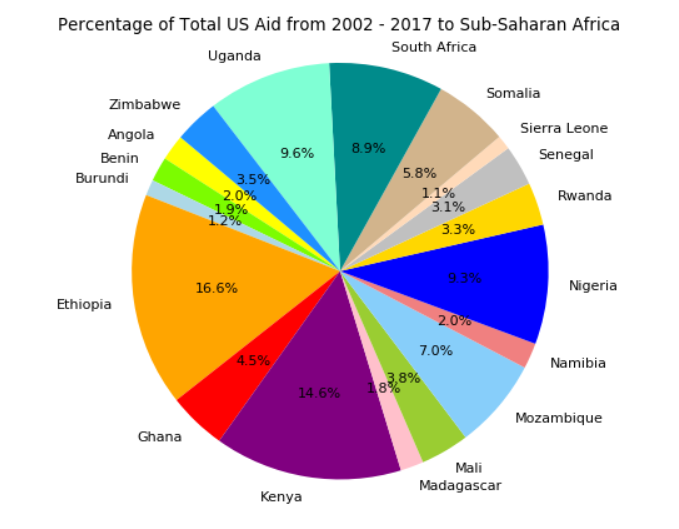 Percentage of Total US Aid from 2002 - 2017 to Sub-Saharan Africa
South Africa
8.9%
Somalia
5.8%
Sierra Leone
1.1%
Senegal
3.1%
Rwanda
3.3%
Nigeria
9.3%
Namibia
2.0%
Mozambique
7.0%
Mali
3.8%
Madagascar
1.8%
Kenya
14.6%
Ghana
4.5%
Ethiopia
16.6%
Burundi
1.2%
Benin
1.9%
Angola
2.0%
Zimbabwe
3.5%
Uganda
9.6%